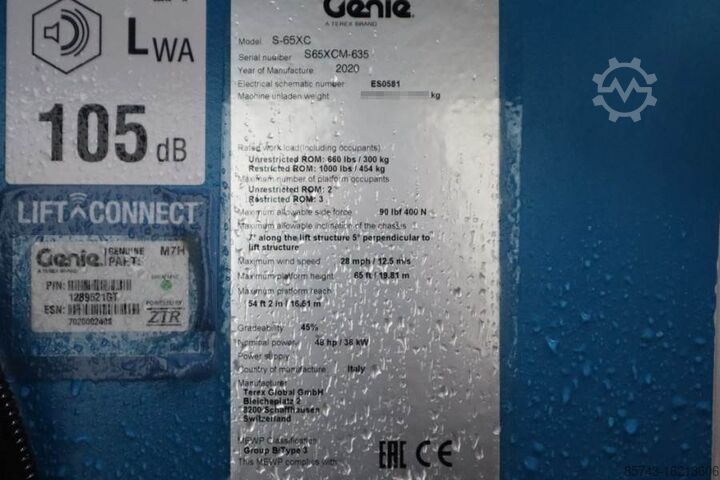 LWA
105 dB
LIFT CONNECT
Genie
A TEREX BRAND
GENUINE
PARTS
M7H
P/N:
1289521GT
ESN:
POWERED BY
ZTR
Genie
A TEREX BRAND
Model S-65XC
Serial number S65XCM-635
Year of Manufacture 2020
Electrical schematic number ES0581
Machine unladen weight kg
Rated work load(including occupants)
Unrestricted ROM: 660 lbs / 300 kg
Restricted ROM: 1000 lbs / 454 kg
Maximum number of platform occupants
Unrestricted ROM: 2
Restricted ROM: 3
Maximum allowable side force 90 lbf 400 N
Maximum allowable inclination of the chassis
7° along the lift structure 5° perpendicular to
lift structure
Maximum wind speed 28 mph / 12.5 m/s
Maximum platform height 65 ft / 19.81 m
Maximum platform reach
54 ft 2 in / 16.51 m
Gradeability 45%
Nominal power 48 hp / 36 kW
Power supply
Country of manufacture Italy
Manufacturer
Terex Global GmbH
Bleicheplatz 2
8200 Schaffhausen
Switzerland
MEWP Classification
Group B/Type 3
This MEWP complies with
EAC CE